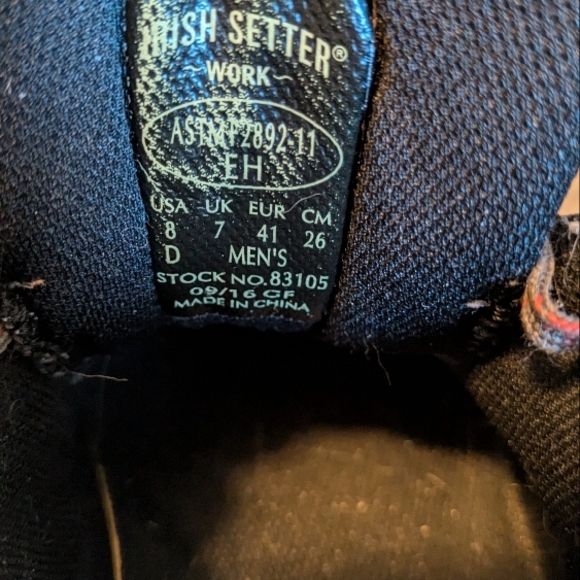 IRISH SETTER®
~WORK~
ASTM F2892-11
EH
USA UK EUR CM
8 7 41 26
D MEN'S
STOCK NO. 83105
09/16 GF
MADE IN CHINA